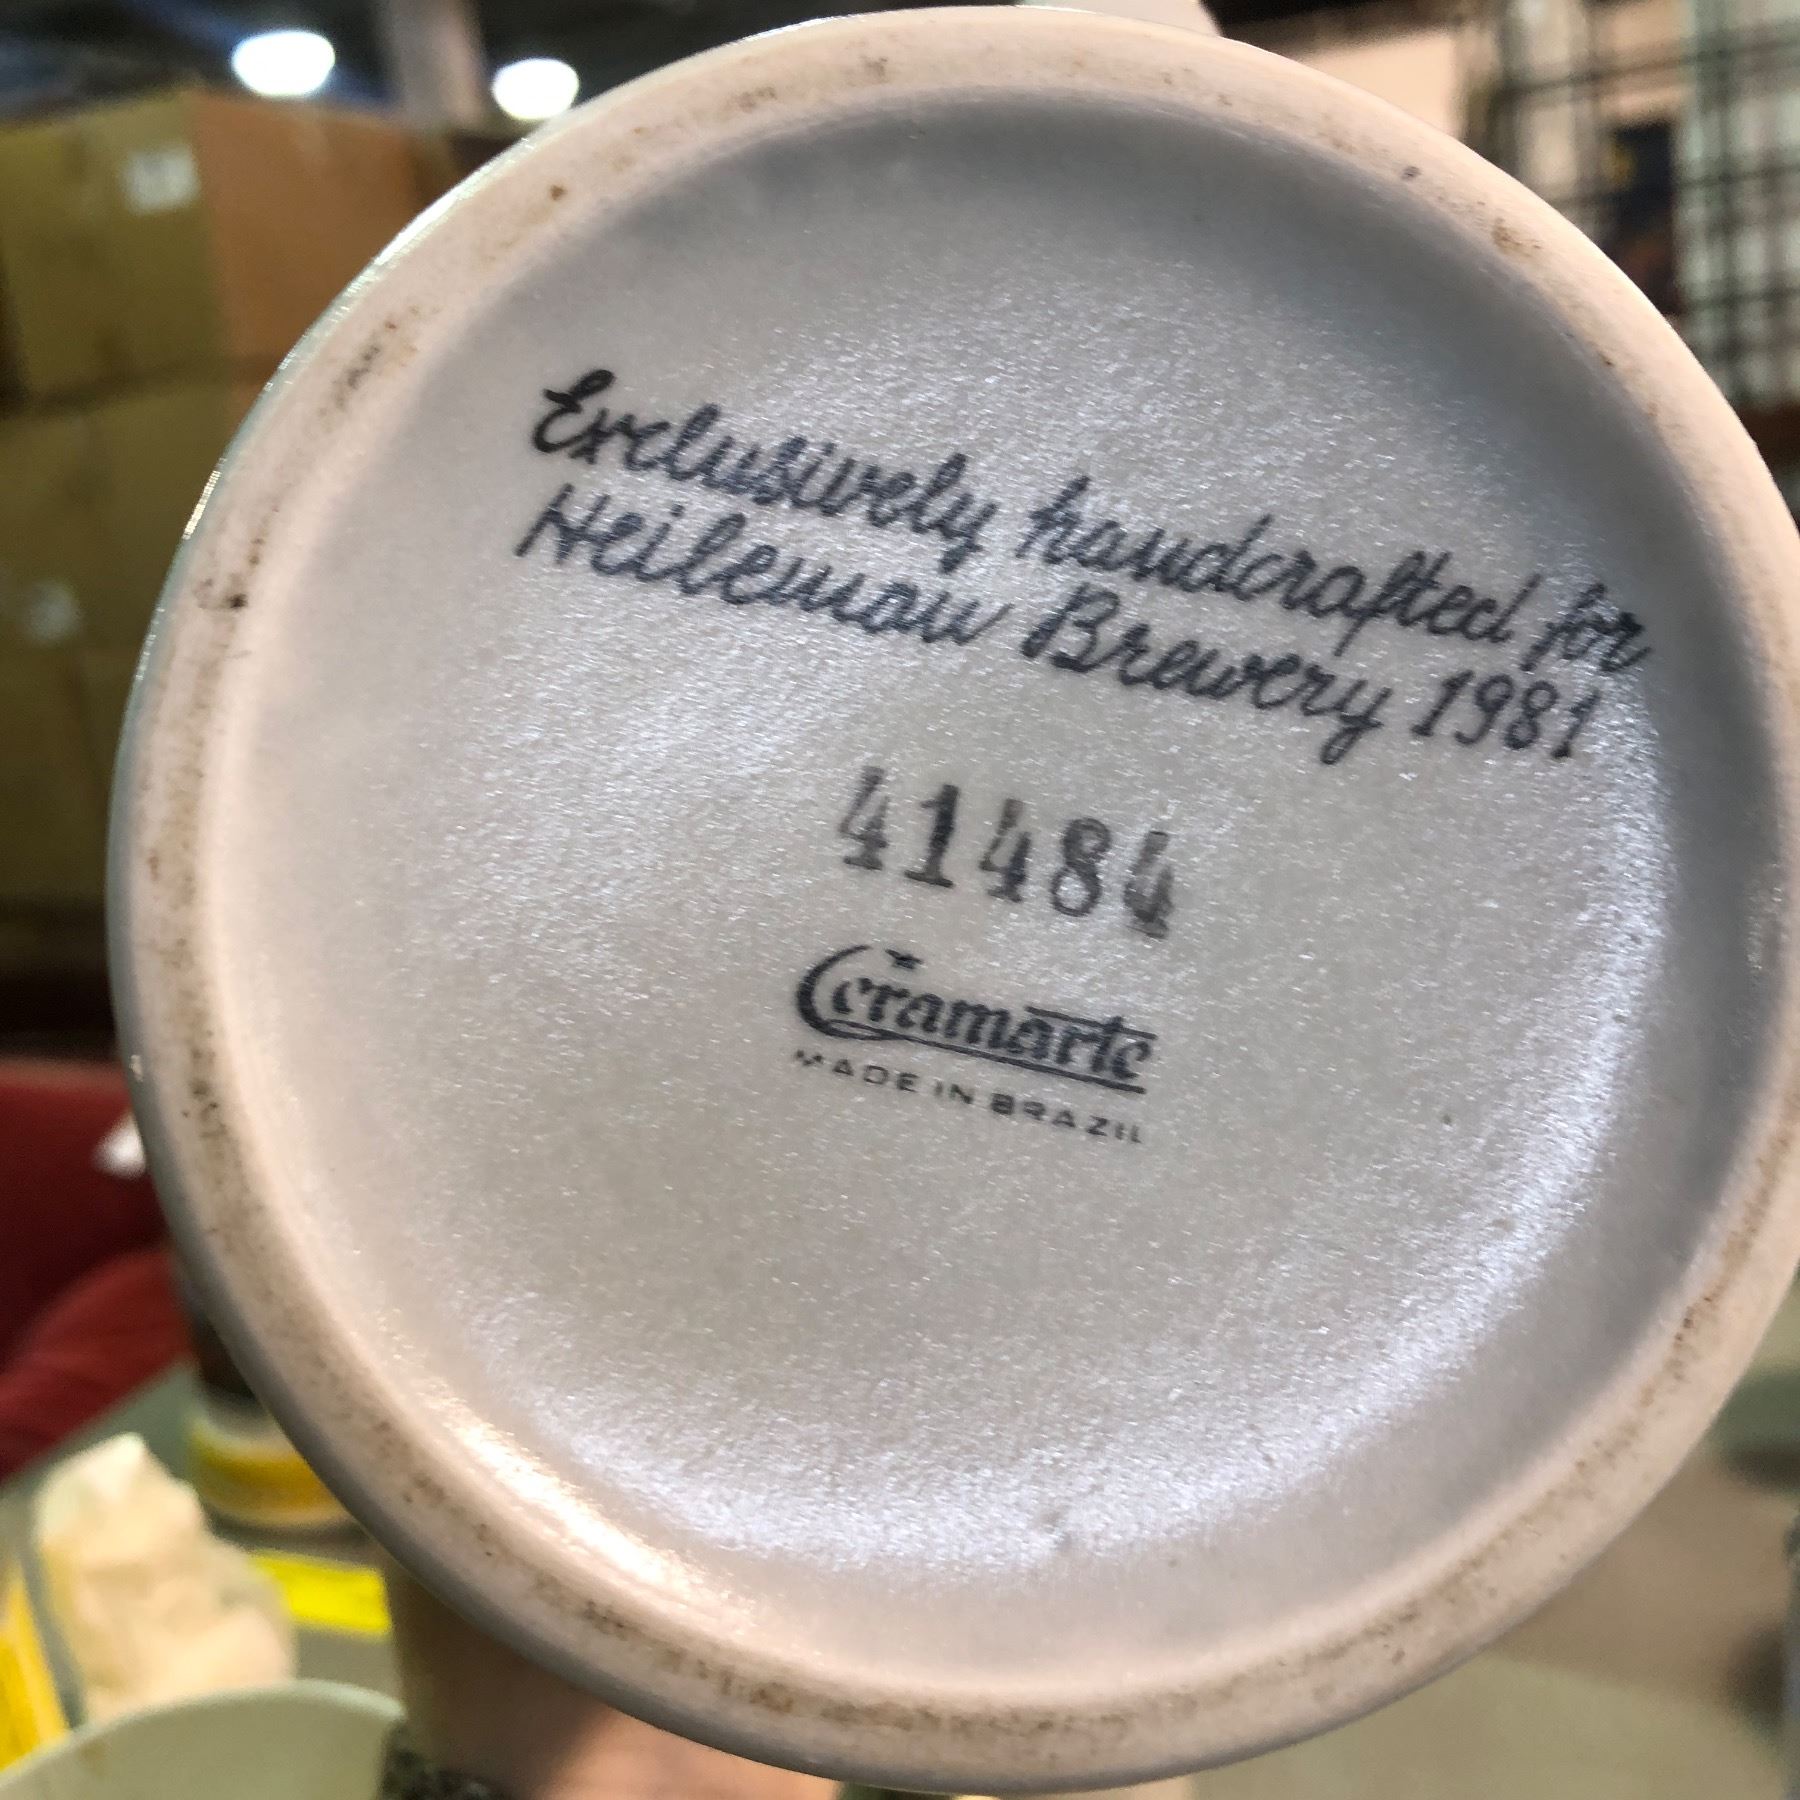 Exclusively handcrafted for
Heileman Brewery 1981
41484
Ceramarte
MADE IN BRAZIL